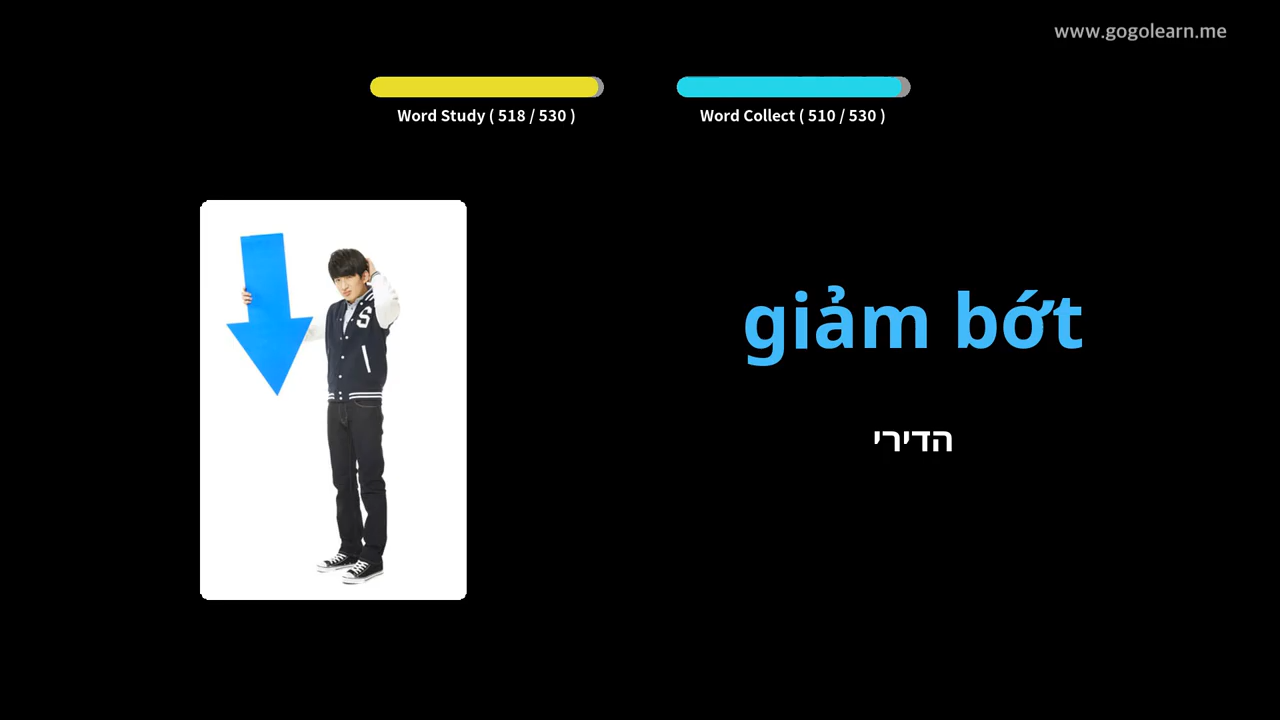 www.gogolearn.me
Word Study ( 518 / 530 )
Word Collect ( 510 / 530 )
S
giảm bớt
הדירי